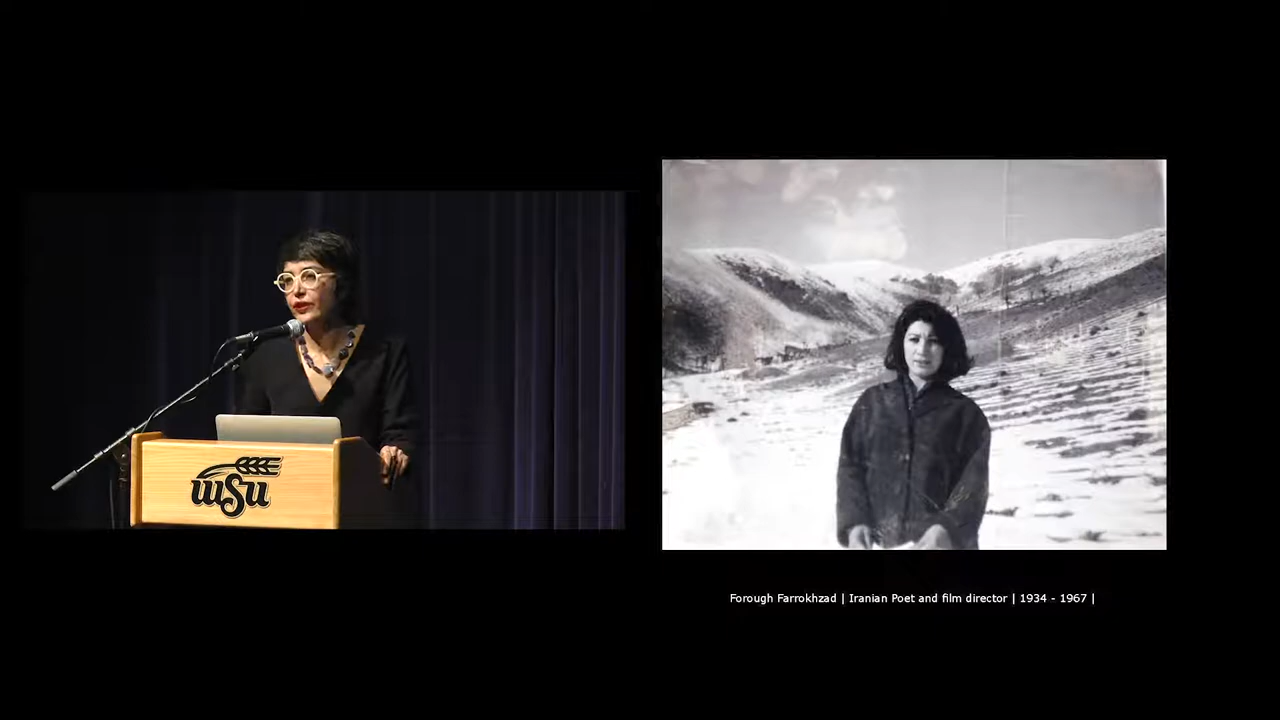 wsu
Forough Farrokhzad | Iranian Poet and film director | 1934 - 1967 |